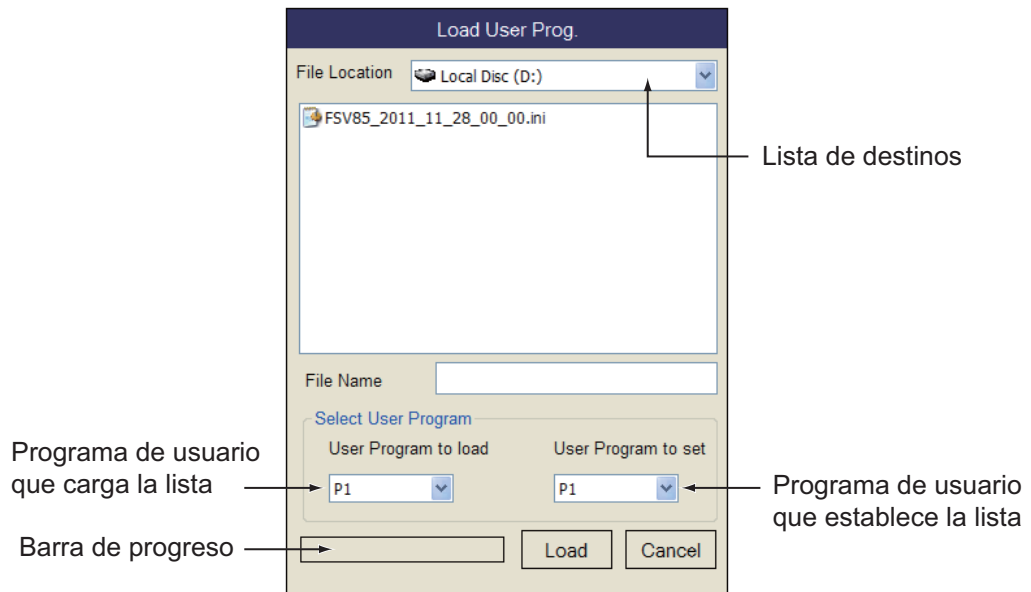 Load User Prog.
File Location
Local Disc (D:)
FSV85_2011_11_28_00_00.ini
Lista de destinos
File Name
Select User Program
User Program to load
User Program to set
Programa de usuario
que carga la lista
P1
P1
Programa de usuario
que establece la lista
Barra de progreso
Load
Cancel